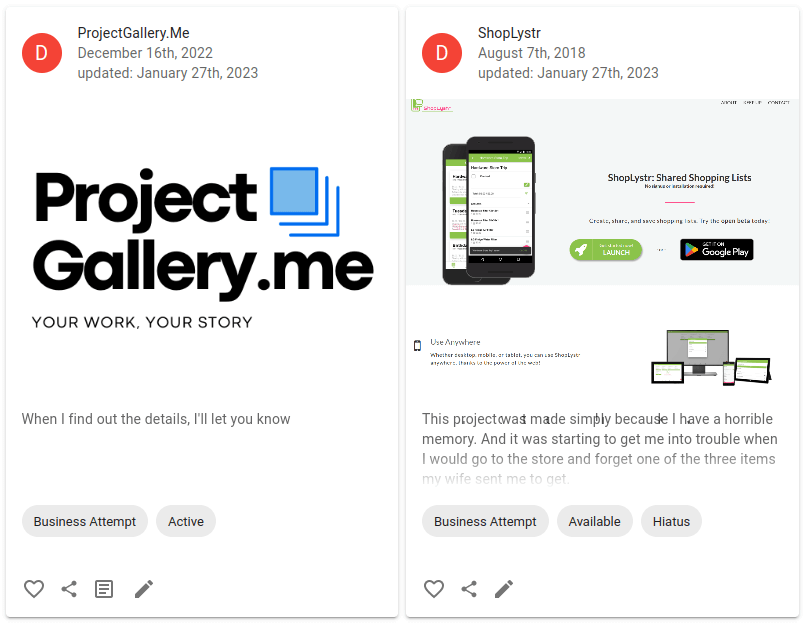 D
ProjectGallery.Me
December 16th, 2022
updated: January 27th, 2023
Project
Gallery.me
YOUR WORK, YOUR STORY
When I find out the details, I'll let you know
Business Attempt
Active
D
ShopLystr
August 7th, 2018
updated: January 27th, 2023
ShopLystr
ABOUT
KEEP UP
CONTACT
ShopLystr: Shared Shopping Lists
No signup or installation required!
Create, share, and save shopping lists. Try the open beta today!
LAUNCH
GET IT ON
Google Play
Use Anywhere
Whether desktop, mobile, or tablet, you can use ShopLystr
anywhere, thanks to the power of the web!
This project was made simply because I have a horrible
memory. And it was starting to get me into trouble when
I would go to the store and forget one of the three items
my wife sent me to get.
Business Attempt
Available
Hiatus